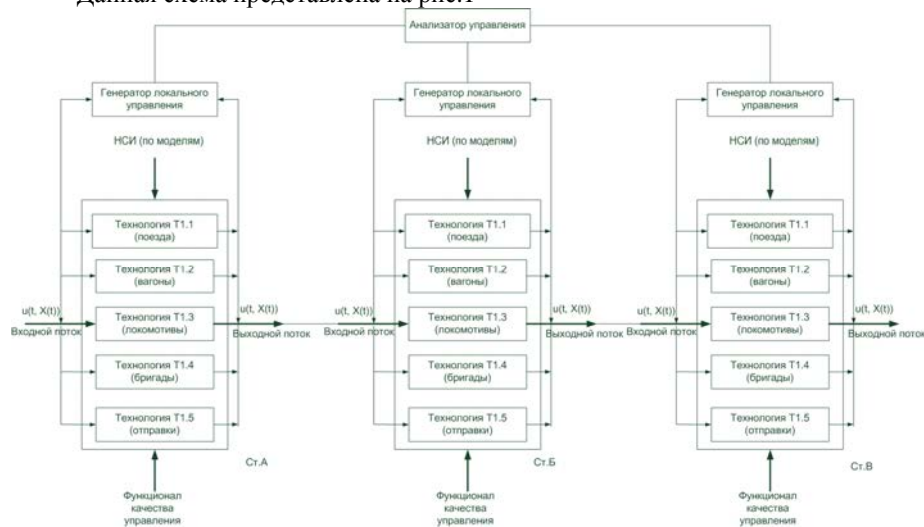 Данная схема представлена на рис.1
Анализатор управления
Генератор локального
управления
НСИ (по моделям)
Технология Т1.1
(поезда)
Технология Т1.2
(вагоны)
u(t, X(t))
Входной поток
Технология Т1.3
(локомотивы)
u(t, X(t))
Выходной поток
Технология Т1.4
(бригады)
Технология Т1.5
(отправки)
Ст.А
Функционал
качества
управления
Генератор локального
управления
НСИ (по моделям)
Технология Т1.1
(поезда)
Технология Т1.2
(вагоны)
u(t, X(t))
Входной поток
Технология Т1.3
(локомотивы)
u(t, X(t))
Выходной поток
Технология Т1.4
(бригады)
Технология Т1.5
(отправки)
Ст.Б
Функционал
качества
управления
Генератор локального
управления
НСИ (по моделям)
Технология Т1.1
(поезда)
Технология Т1.2
(вагоны)
u(t, X(t))
Входной поток
Технология Т1.3
(локомотивы)
u(t, X(t))
Выходной поток
Технология Т1.4
(бригады)
Технология Т1.5
(отправки)
Ст.В
Функционал
качества
управления